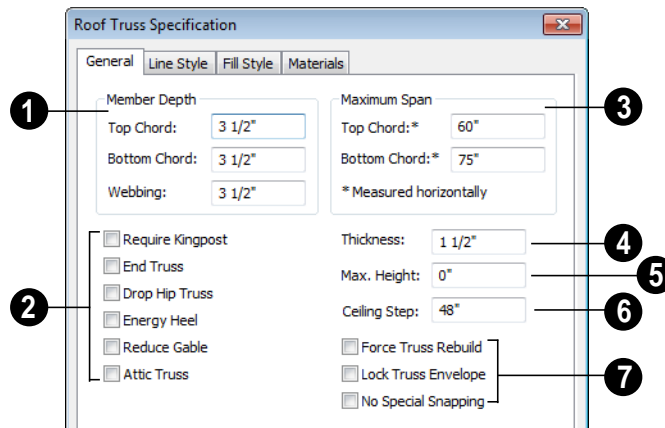 Roof Truss Specification
General Line Style Fill Style Materials
Member Depth
Top Chord: 3 1/2"
Bottom Chord: 3 1/2"
Webbing: 3 1/2"
Maximum Span
Top Chord:* 60"
Bottom Chord:* 75"
* Measured horizontally
1
3
Require Kingpost
End Truss
Drop Hip Truss
Energy Heel
Reduce Gable
Attic Truss
2
Thickness: 1 1/2"
4
Max. Height: 0"
5
Ceiling Step: 48"
6
Force Truss Rebuild
Lock Truss Envelope
No Special Snapping
7